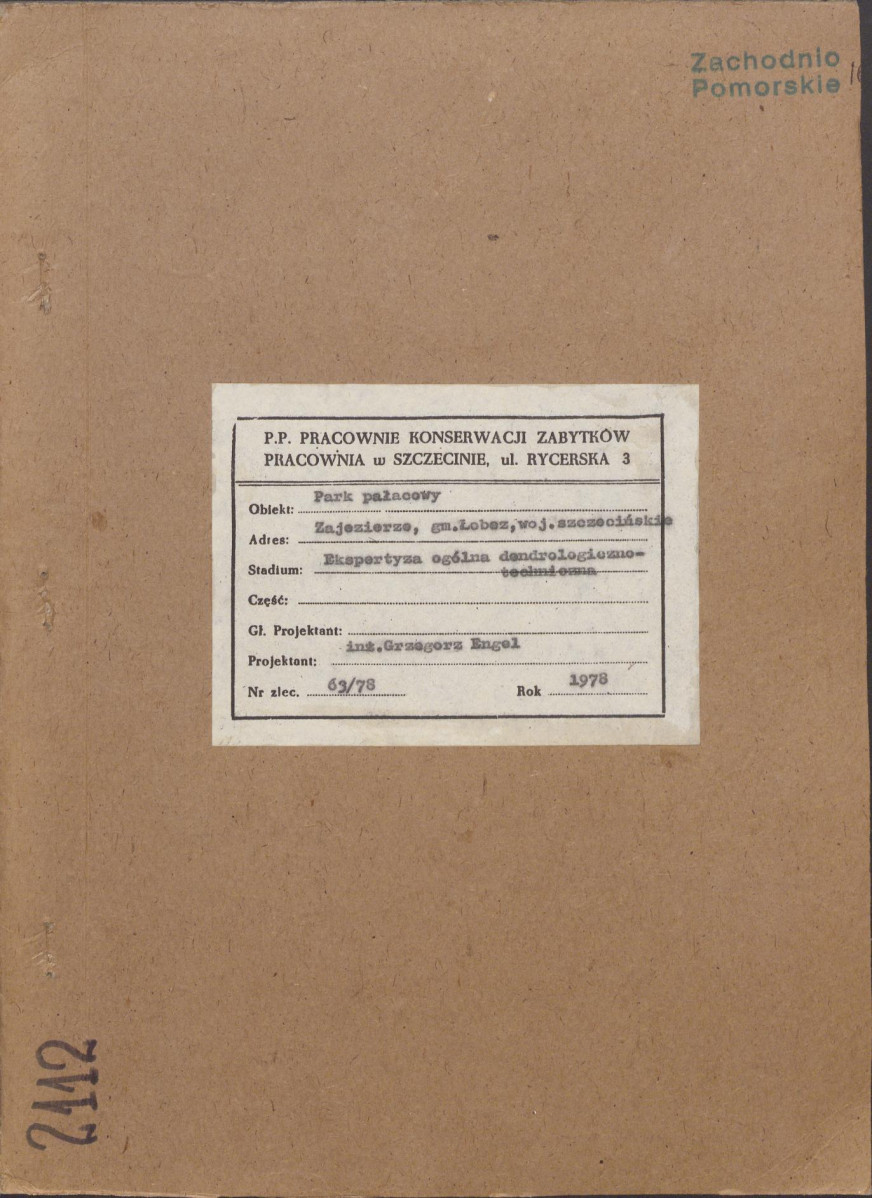 Zachodnio
Pomorskie
P.P. PRACOWNIE KONSERWACJI ZABYTKÓW
PRACOWNIA w SZCZECINIE, ul. RYCERSKA 3
Obiekt: Park pałacowy
Adres: Zajezierze, gm.Łobez,woj.szczecińskie
Stadium: Ekspertyza ogólna dendrologiczno-
techniczna
Część:
Gł. Projektant:
Projektant: inż.Grzegorz Engel
Nr zlec. 63/78 Rok 1978
2112